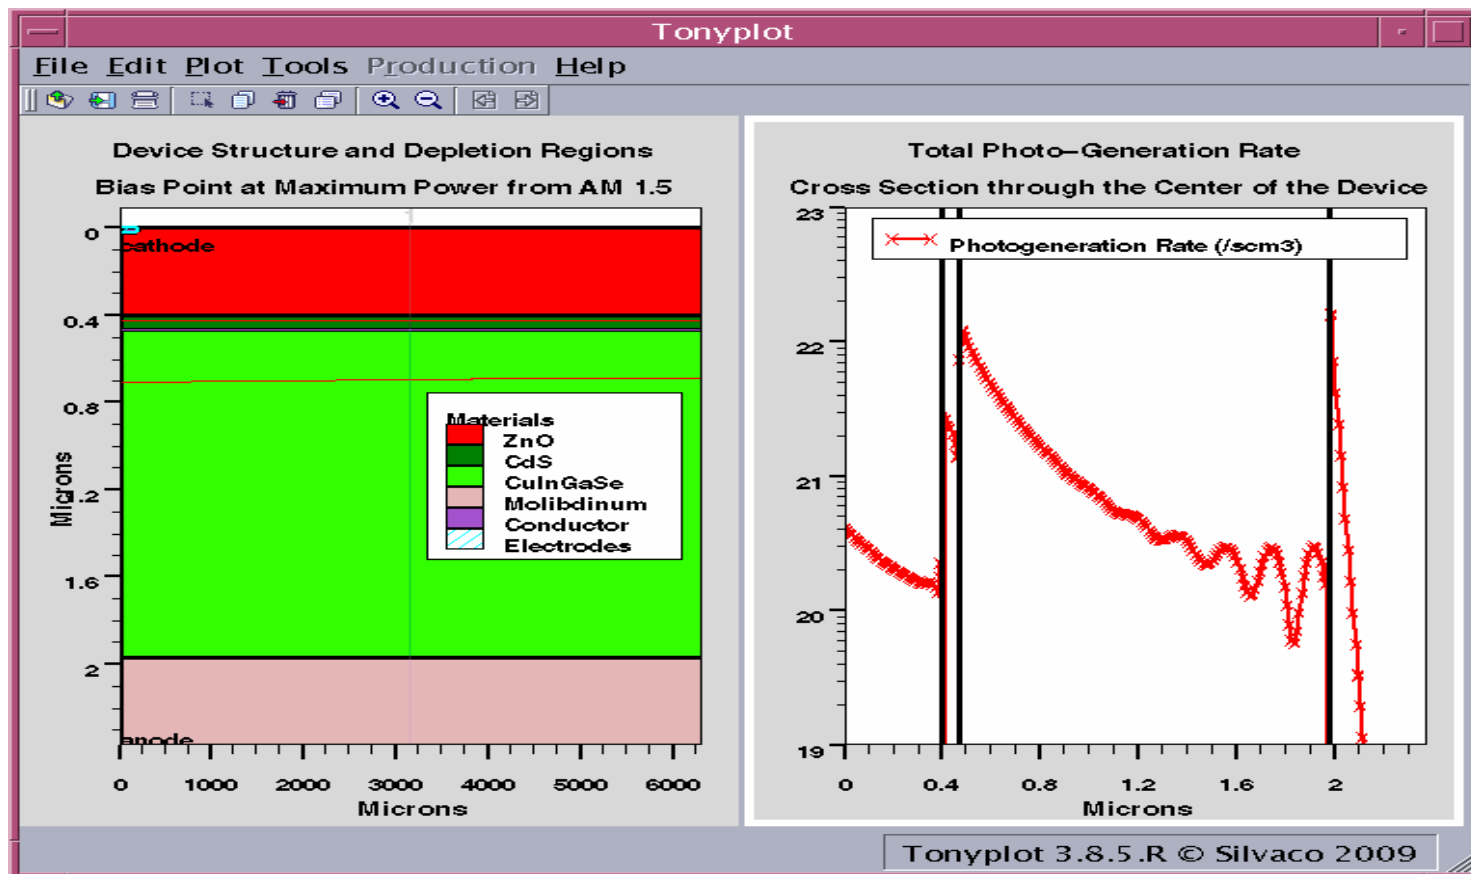 Tonyplot
File Edit Plot Tools Production Help
Device Structure and Depletion Regions
Bias Point at Maximum Power from AM 1.5
1
0
cathode
0.4
0.8
1.2
1.6
2
Microns
Materials
ZnO
CdS
CuInGaSe
Molibdinum
Conductor
Electrodes
anode
0 1000 2000 3000 4000 5000 6000
Microns
Total Photo-Generation Rate
Cross Section through the Center of the Device
23
22
21
20
19
Photogeneration Rate (/scm3)
0 0.4 0.8 1.2 1.6 2
Microns
Tonyplot 3.8.5.R © Silvaco 2009